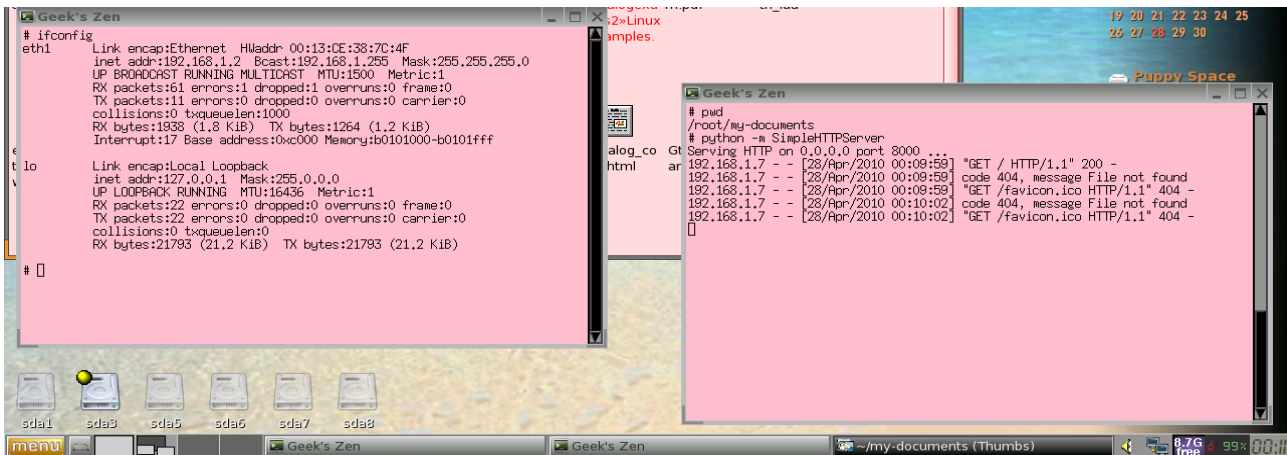 Geek's Zen
# ifconfig
eth1 Link encap:Ethernet HWaddr 00:13:CE:38:7C:4F
inet addr:192.168.1.2 Bcast:192.168.1.255 Mask:255.255.255.0
UP BROADCAST RUNNING MULTICAST MTU:1500 Metric:1
RX packets:61 errors:1 dropped:1 overruns:0 frame:0
TX packets:11 errors:0 dropped:0 overruns:0 carrier:0
collisions:0 txqueuelen:1000
RX bytes:1938 (1.8 KiB) TX bytes:1264 (1.2 KiB)
Interrupt:17 Base address:0xc000 Memory:b0101000-b0101fff
lo Link encap:Local Loopback
inet addr:127.0.0.1 Mask:255.0.0.0
UP LOOPBACK RUNNING MTU:16436 Metric:1
RX packets:22 errors:0 dropped:0 overruns:0 frame:0
TX packets:22 errors:0 dropped:0 overruns:0 carrier:0
collisions:0 txqueuelen:0
RX bytes:21793 (21.2 KiB) TX bytes:21793 (21.2 KiB)
#
s2»Linux
amples.
alog_co Gt
html ar
19 20 21 22 23 24 25
26 27 28 29 30
Puppy Space
Geek's Zen
# pwd
/root/my-documents
# python -m SimpleHTTPServer
Serving HTTP on 0.0.0.0 port 8000 ...
192.168.1.7 - - [28/Apr/2010 00:09:59] "GET / HTTP/1.1" 200 -
192.168.1.7 - - [28/Apr/2010 00:09:59] code 404, message File not found
192.168.1.7 - - [28/Apr/2010 00:09:59] "GET /favicon.ico HTTP/1.1" 404 -
192.168.1.7 - - [28/Apr/2010 00:10:02] code 404, message File not found
192.168.1.7 - - [28/Apr/2010 00:10:02] "GET /favicon.ico HTTP/1.1" 404 -
sda1 sda3 sda5 sda6 sda7 sda8
menu Geek's Zen Geek's Zen ~/my-documents (Thumbs) 8.7G free 99%